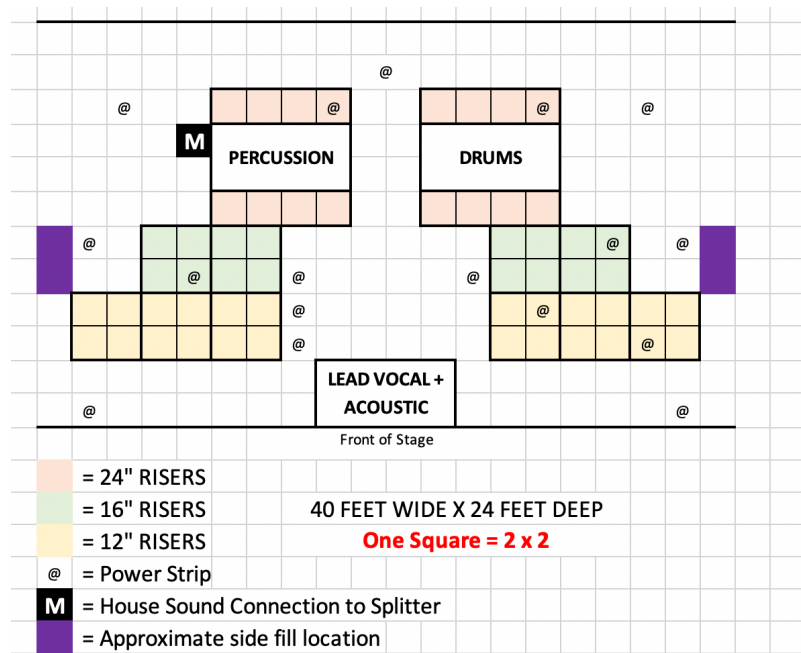 @
@ @ @ @
M
PERCUSSION DRUMS
@ @ @
@ @ @
@ @
@ @
LEAD VOCAL +
ACOUSTIC
@ @
Front of Stage
= 24" RISERS
= 16" RISERS 40 FEET WIDE X 24 FEET DEEP
= 12" RISERS One Square = 2 x 2
@ = Power Strip
M = House Sound Connection to Splitter
= Approximate side fill location